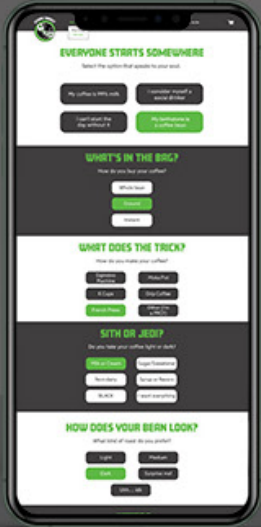 EVERYONE STARTS SOMEWHERE
Select the option that speaks to your soul.
My coffee is 99% milk
I consider myself a
social drinker
I can't start the
day without it
My birthstone is
a coffee bean
WHAT'S IN THE BAG?
How do you buy your coffee?
Whole bean
Ground
Instant
WHAT DOES THE TRICK?
How do you make your coffee?
Espresso
Machine
Moka Pot
K Cups
Drip Coffee
French Press
SITH OR JEDI?
Do you take your coffee light or dark?
Milk or Cream
Sugar/Sweetener
Non-dairy
Syrup or flavors
BLACK
I want everything
HOW DOES YOUR BEAN LOOK?
What kind of roast do you prefer?
Light
Medium
Dark
Surprise me!